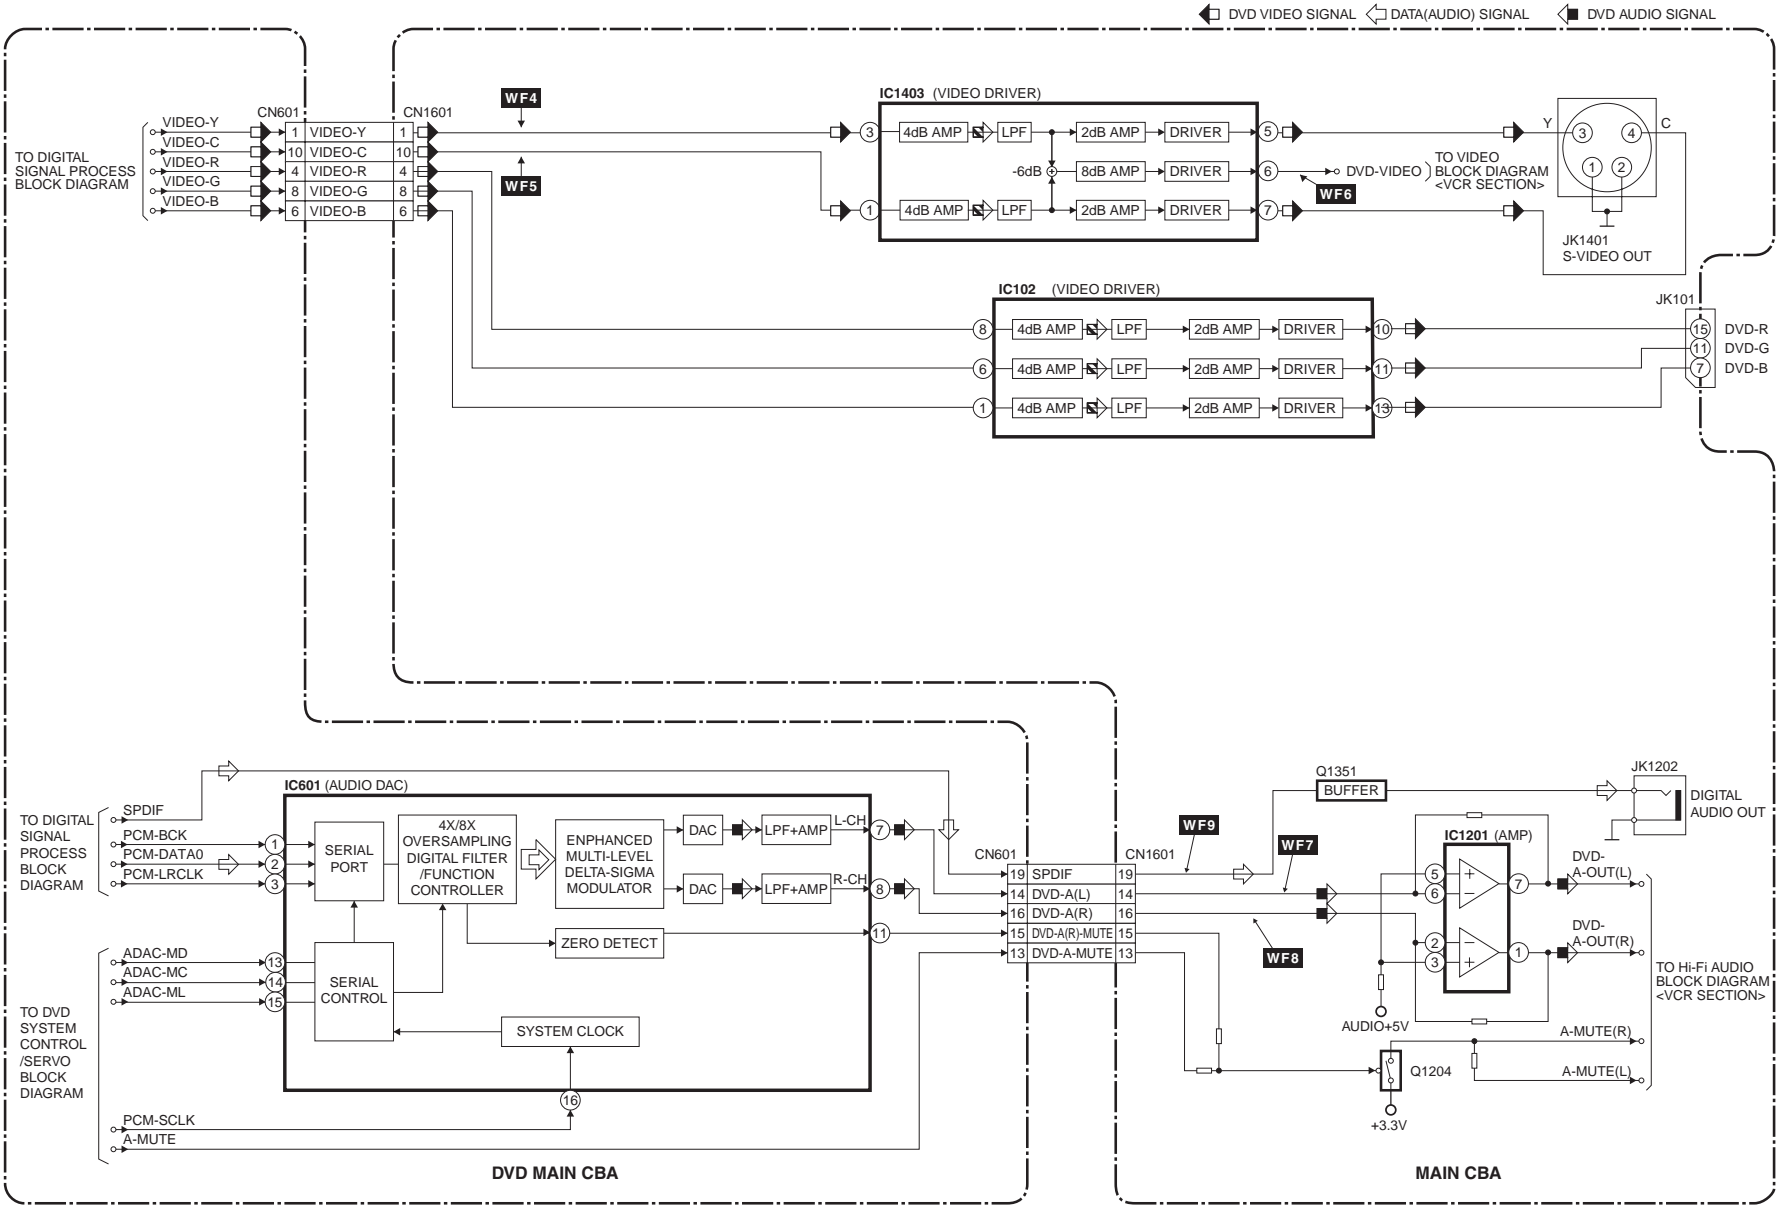 DVD VIDEO SIGNAL DATA(AUDIO) SIGNAL DVD AUDIO SIGNAL
TO DIGITAL
SIGNAL PROCESS
BLOCK DIAGRAM
VIDEO-Y
VIDEO-C
VIDEO-R
VIDEO-G
VIDEO-B
CN601
CN1601
1 VIDEO-Y 1
10 VIDEO-C 10
4 VIDEO-R 4
8 VIDEO-G 8
6 VIDEO-B 6
WF4
WF5
IC1403 (VIDEO DRIVER)
3 4dB AMP LPF 2dB AMP DRIVER 5
-6dB 8dB AMP DRIVER 6
1 4dB AMP LPF 2dB AMP DRIVER 7
DVD-VIDEO
TO VIDEO
BLOCK DIAGRAM
<VCR SECTION>
WF6
Y 3 4 C
1 2
JK1401
S-VIDEO OUT
IC102 (VIDEO DRIVER)
8 4dB AMP LPF 2dB AMP DRIVER 10
6 4dB AMP LPF 2dB AMP DRIVER 11
1 4dB AMP LPF 2dB AMP DRIVER 13
JK101
15 DVD-R
11 DVD-G
7 DVD-B
TO DIGITAL
SIGNAL
PROCESS
BLOCK
DIAGRAM
SPDIF
PCM-BCK
PCM-DATA0
PCM-LRCLK
1
2
3
IC601 (AUDIO DAC)
SERIAL
PORT
4X/8X
OVERSAMPLING
DIGITAL FILTER
/FUNCTION
CONTROLLER
ENPHANCED
MULTI-LEVEL
DELTA-SIGMA
MODULATOR
DAC LPF+AMP L-CH 7
DAC LPF+AMP R-CH 8
ZERO DETECT 11
TO DVD
SYSTEM
CONTROL
/SERVO
BLOCK
DIAGRAM
ADAC-MD
ADAC-MC
ADAC-ML
13
14
15
SERIAL
CONTROL
SYSTEM CLOCK
16
PCM-SCLK
A-MUTE
CN601
CN1601
19 SPDIF 19
14 DVD-A(L) 14
16 DVD-A(R) 16
15 DVD-A(R)-MUTE 15
13 DVD-A-MUTE 13
WF9
WF7
WF8
Q1351
BUFFER
JK1202
DIGITAL
AUDIO OUT
IC1201 (AMP)
5 +
6 −
7
2 −
3 +
1
DVD-
A-OUT(L)
DVD-
A-OUT(R)
TO Hi-Fi AUDIO
BLOCK DIAGRAM
<VCR SECTION>
AUDIO+5V
A-MUTE(R)
A-MUTE(L)
Q1204
+3.3V
DVD MAIN CBA
MAIN CBA